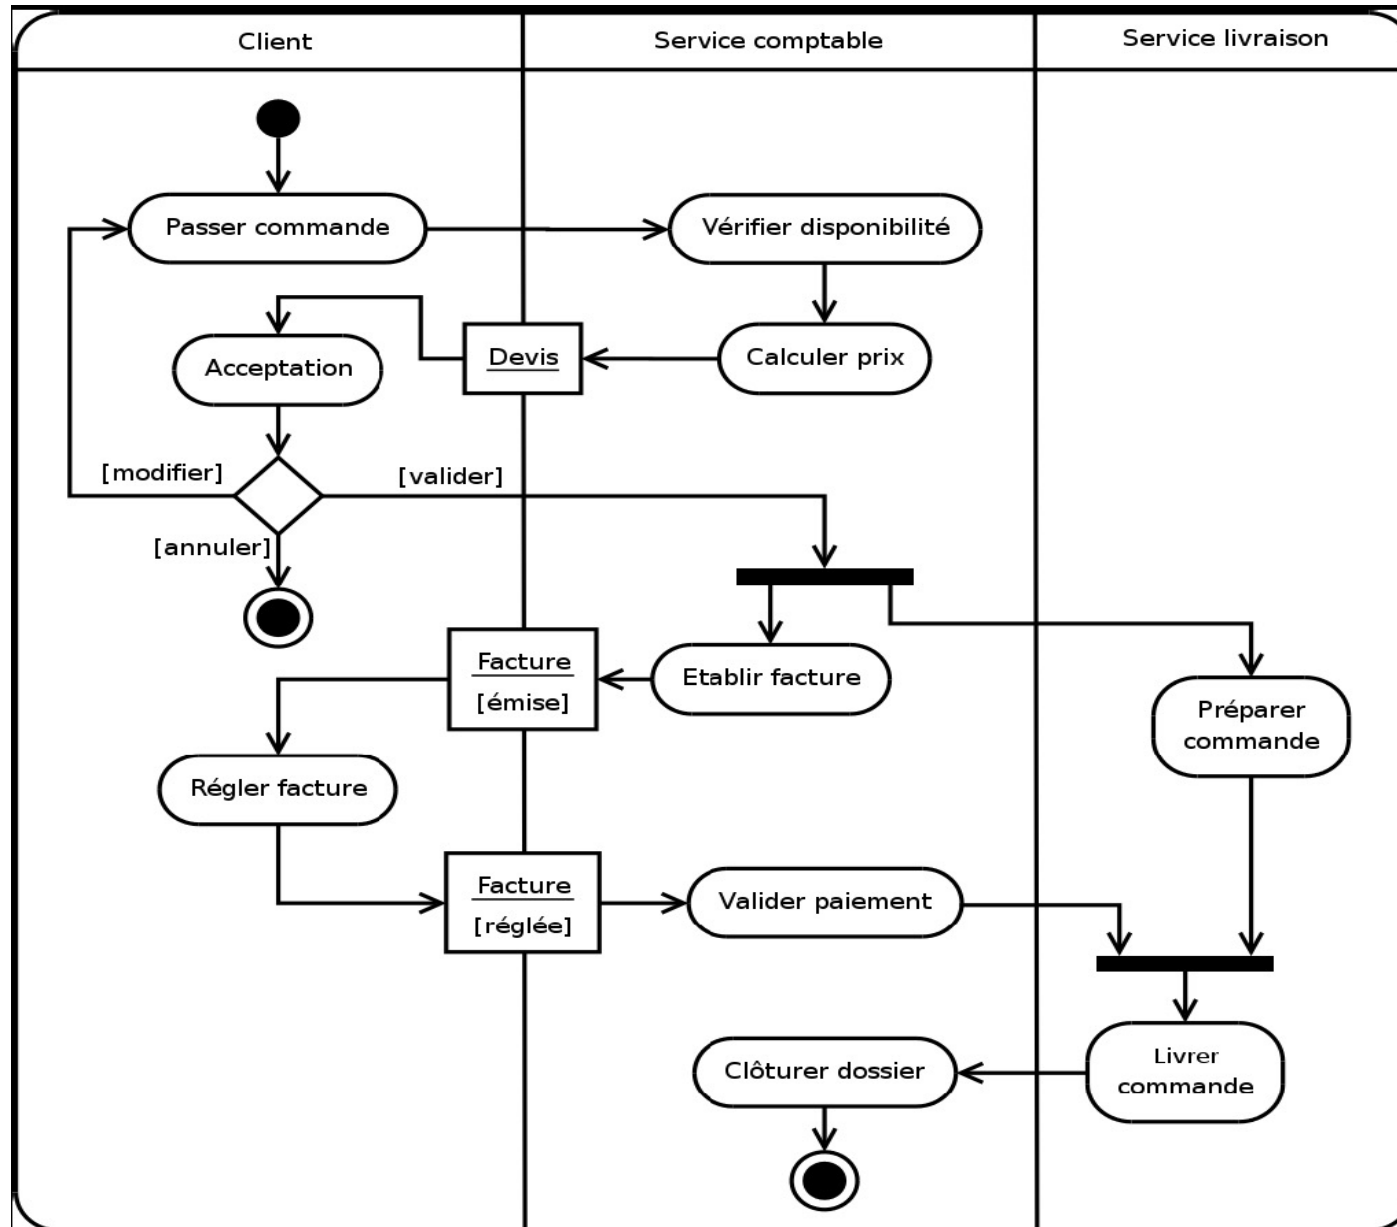 Client
Service comptable
Service livraison
Passer commande
Vérifier disponibilité
Devis
Calculer prix
Acceptation
[modifier]
[valider]
[annuler]
Facture
[émise]
Etablir facture
Préparer
commande
Régler facture
Facture
[réglée]
Valider paiement
Clôturer dossier
Livrer
commande